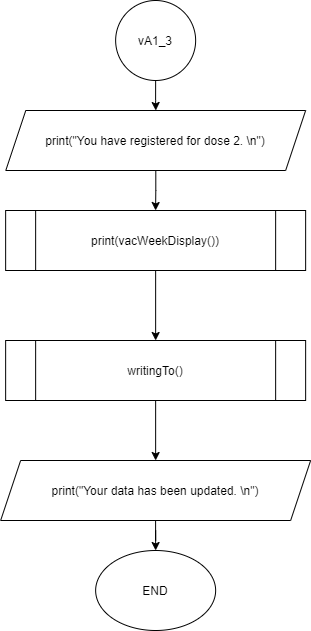 vA1_3
print("You have registered for dose 2. \n")
print(vacWeekDisplay())
writingTo()
print("Your data has been updated. \n")
END